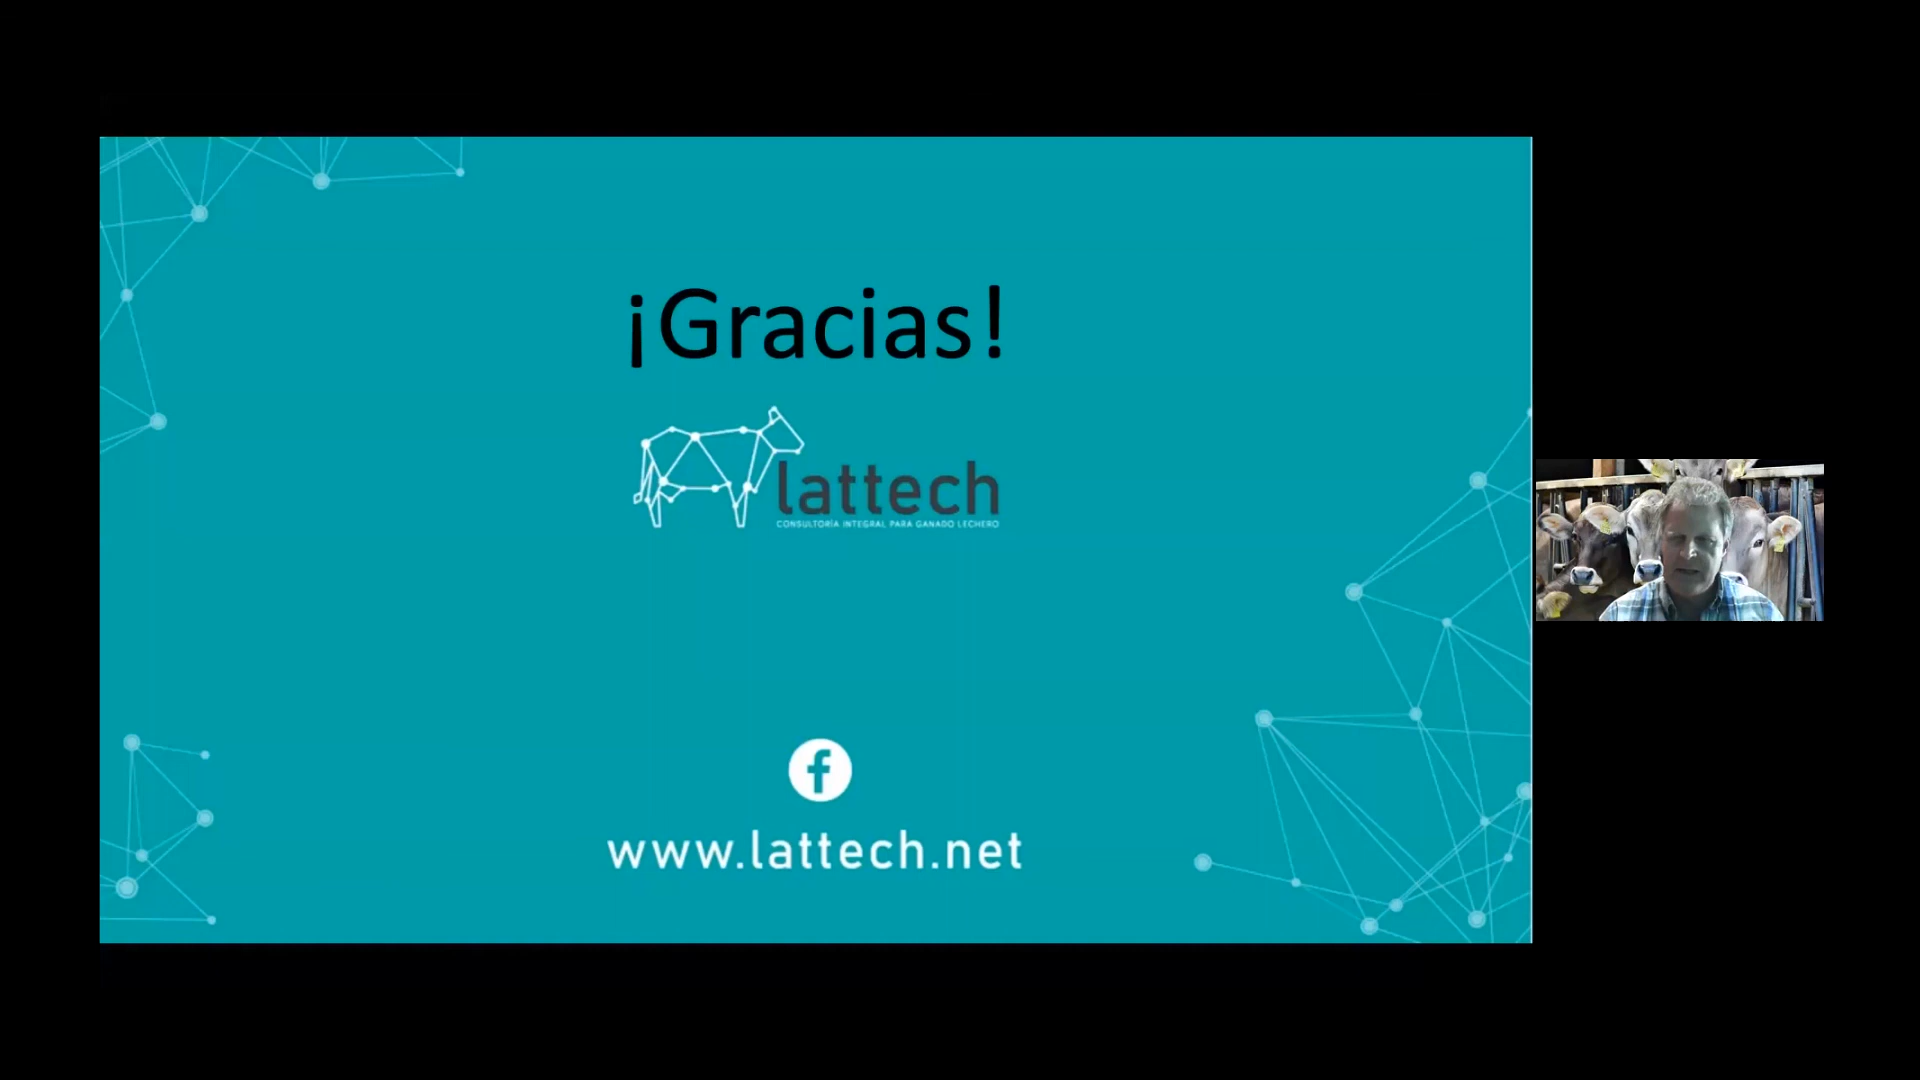 ¡Gracias!
lattech
CONSULTORÍA INTEGRAL PARA GANADO LECHERO
www.lattech.net